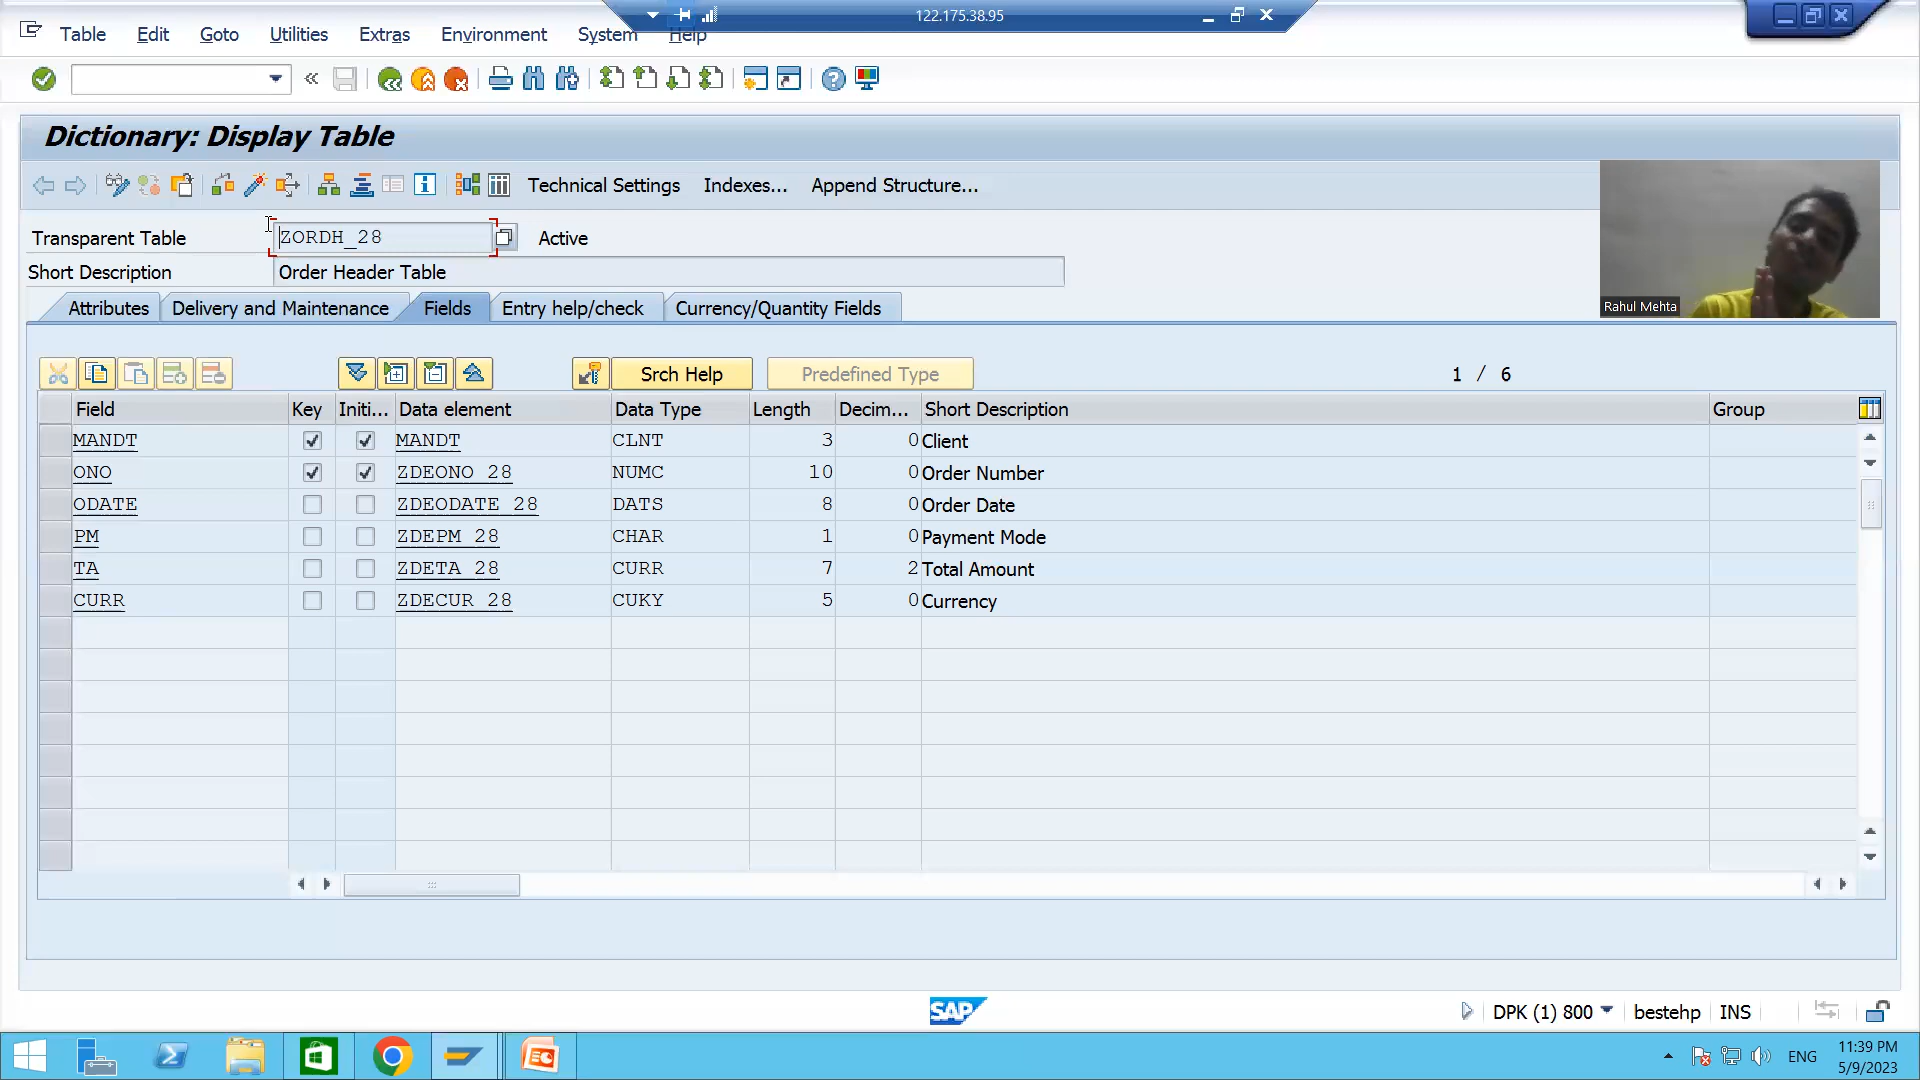 122.175.38.95
Table Edit Goto Utilities Extras Environment System Help
Dictionary: Display Table
Technical Settings Indexes... Append Structure...
Transparent Table ZORDH_28 Active
Short Description Order Header Table
Rahul Mehta
Attributes Delivery and Maintenance Fields Entry help/check Currency/Quantity Fields
Srch Help Predefined Type 1 / 6
Field Key Initi... Data element Data Type Length Decim... Short Description Group
MANDT MANDT CLNT 3 0 Client
ONO ZDEONO_28 NUMC 10 0 Order Number
ODATE ZDEODATE_28 DATS 8 0 Order Date
PM ZDEPM_28 CHAR 1 0 Payment Mode
TA ZDETA_28 CURR 7 2 Total Amount
CURR ZDECUR_28 CUKY 5 0 Currency
SAP
DPK (1) 800 bestehp INS
ENG
11:39 PM
5/9/2023